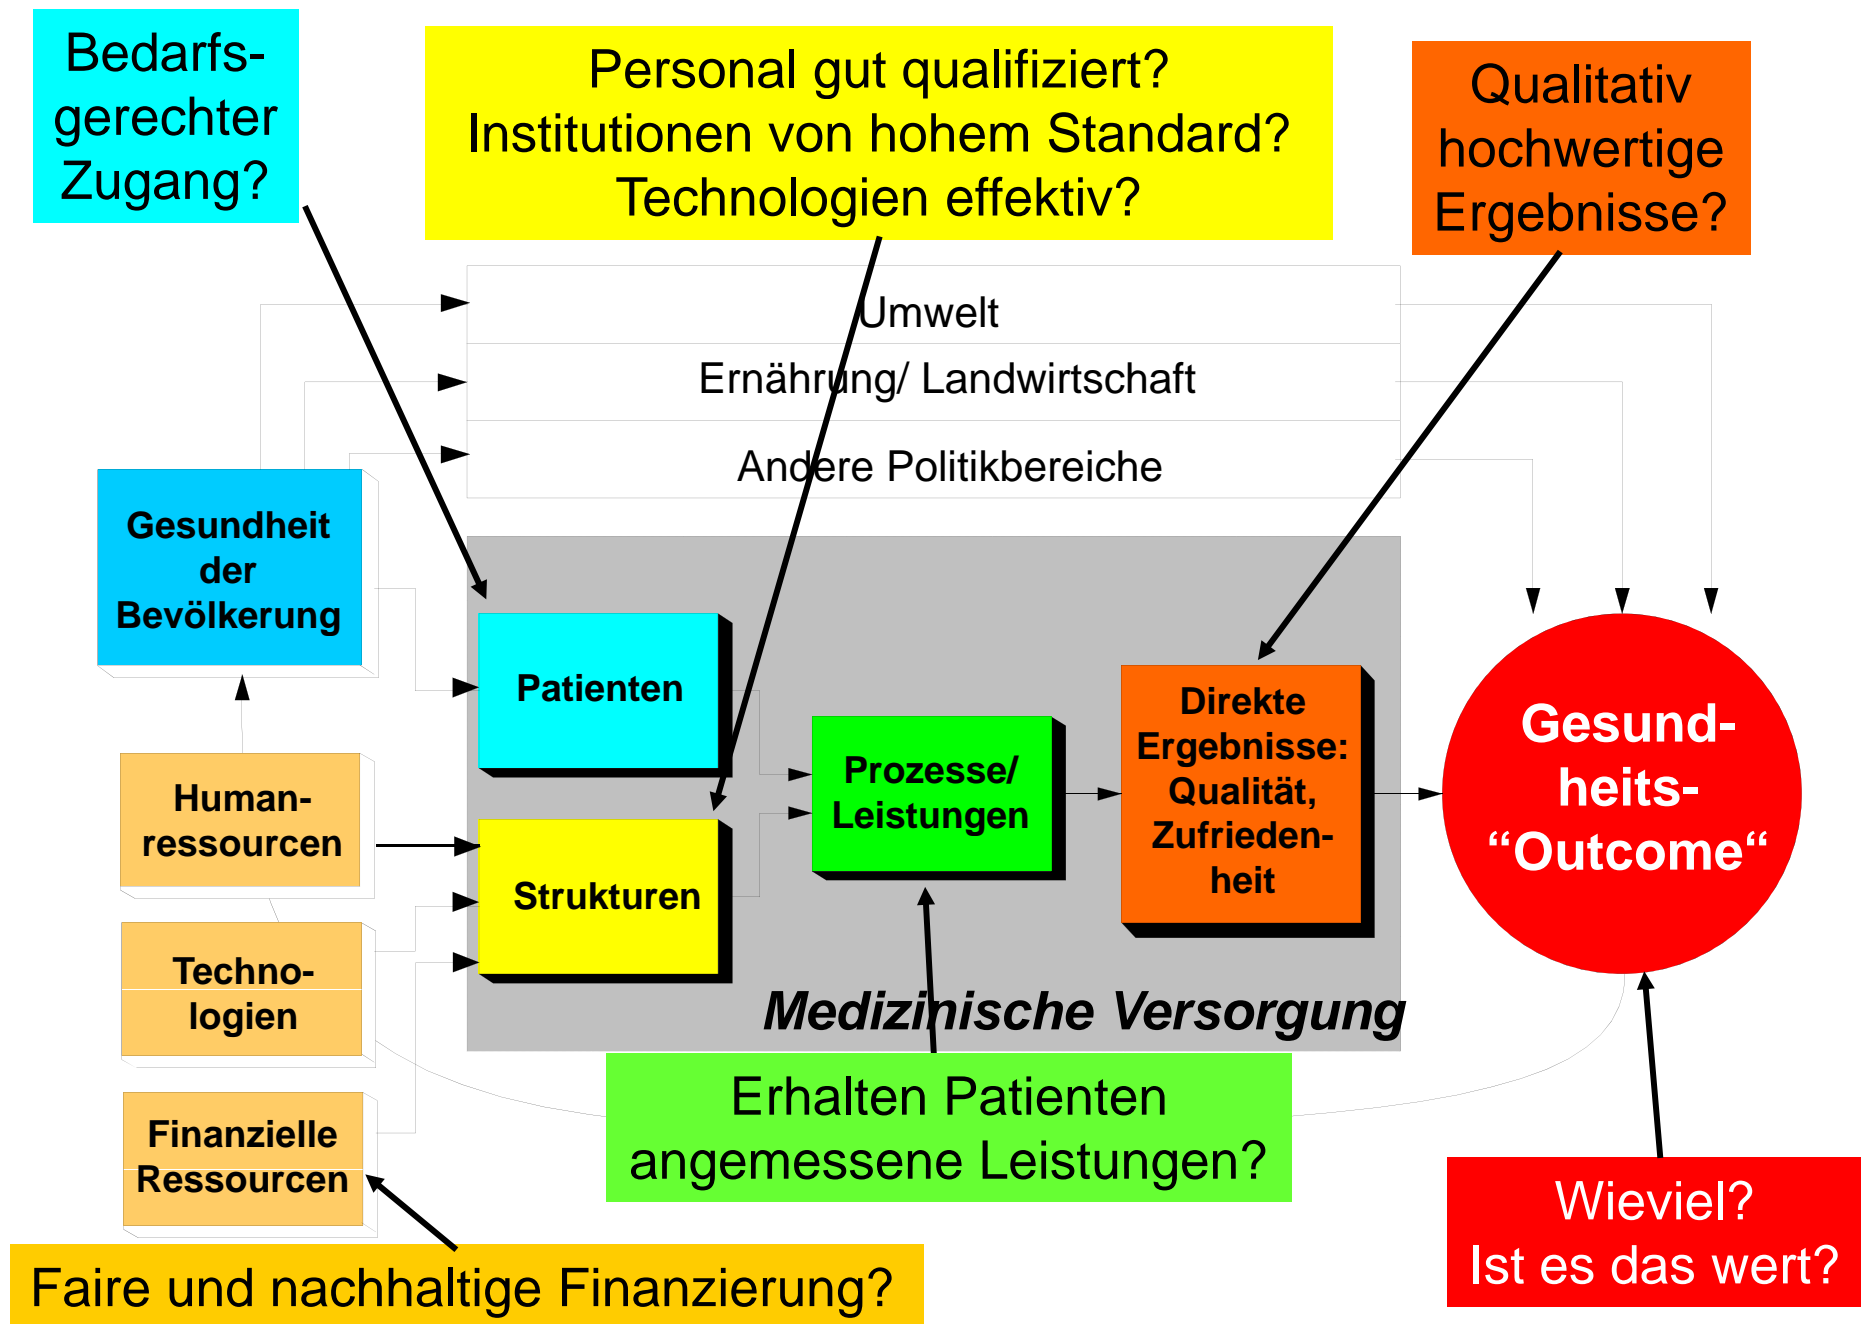 Bedarfs-
gerechter
Zugang?
Personal gut qualifiziert?
Institutionen von hohem Standard?
Technologien effektiv?
Qualitativ
hochwertige
Ergebnisse?
Umwelt
Ernährung/ Landwirtschaft
Andere Politikbereiche
Gesundheit
der
Bevölkerung
Patienten
Human-
ressourcen
Strukturen
Techno-
logien
Finanzielle
Ressourcen
Prozesse/
Leistungen
Direkte
Ergebnisse:
Qualität,
Zufrieden-
heit
Gesund-
heits-
“Outcome“
Medizinische Versorgung
Erhalten Patienten
angemessene Leistungen?
Wieviel?
Ist es das wert?
Faire und nachhaltige Finanzierung?